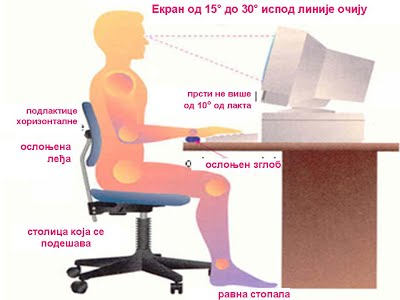 Екран од 15° до 30° испод линије очију
прсти не више
од 10° од лакта
подлактице
хоризонталне
ослоњена
леђа
ослоњен зглоб
столица која се
подешава
равна стопала